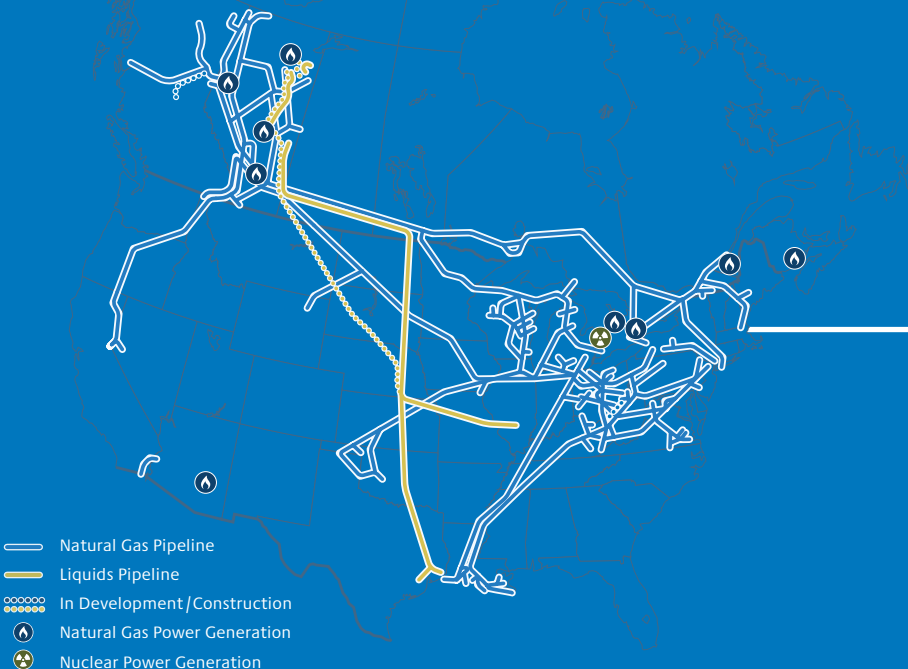 Natural Gas Pipeline
Liquids Pipeline
In Development/Construction
Natural Gas Power Generation
Nuclear Power Generation